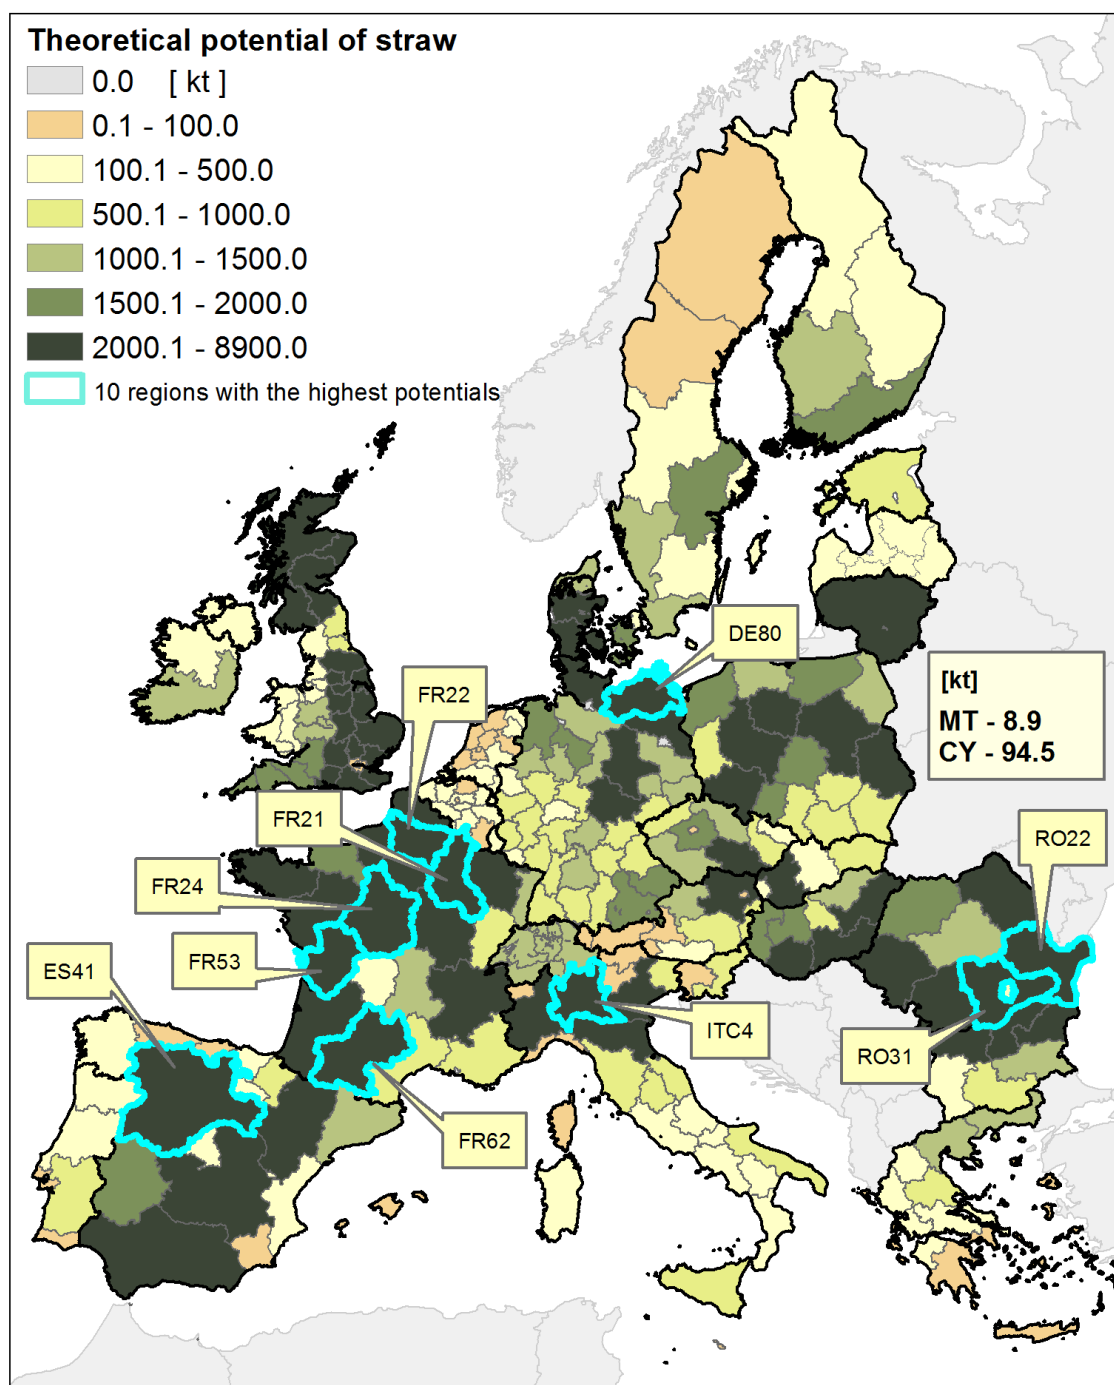 Theoretical potential of straw
0.0 [ kt ]
0.1 - 100.0
100.1 - 500.0
500.1 - 1000.0
1000.1 - 1500.0
1500.1 - 2000.0
2000.1 - 8900.0
10 regions with the highest potentials
DE80
[kt]
MT - 8.9
CY - 94.5
FR22
FR21
RO22
FR24
FR53
ES41
ITC4
RO31
FR62